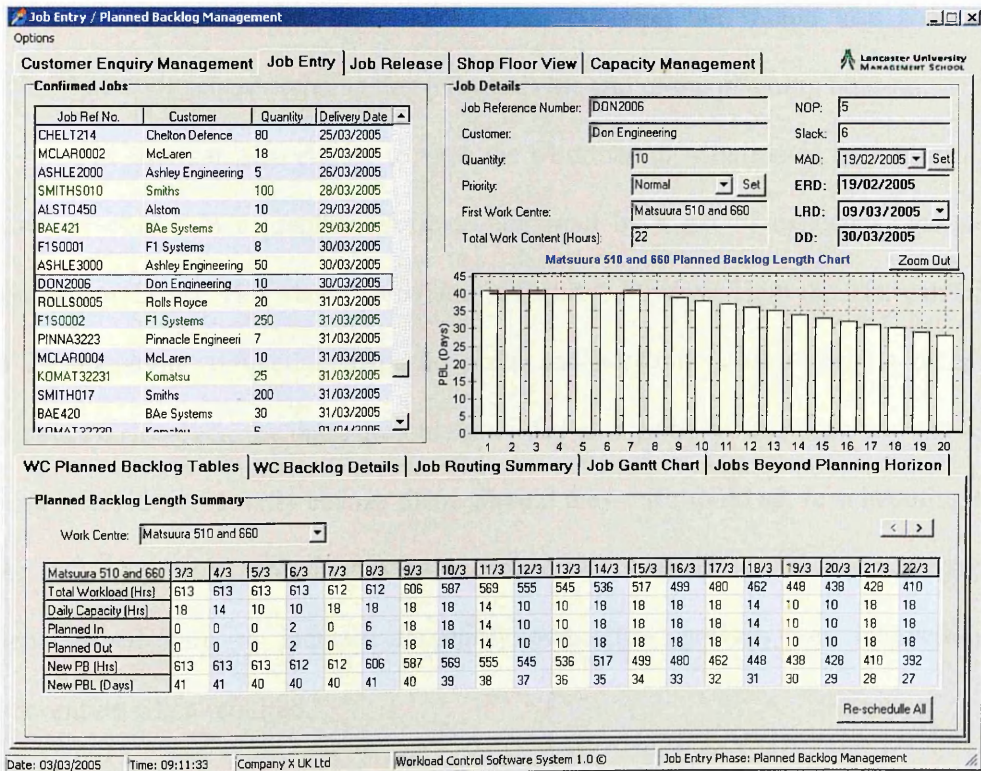 Job Entry / Planned Backlog Management
Options
Customer Enquiry Management Job Entry Job Release Shop Floor View Capacity Management
Lancaster University
MANAGEMENT SCHOOL
Confirmed Jobs
Job Ref No. Customer Quantity Delivery Date
CHELT214 Chelton Defence 80 25/03/2005
MCLAR0002 McLaren 18 25/03/2005
ASHLE2000 Ashley Engineering 5 26/03/2005
SMITHS010 Smiths 100 28/03/2005
ALSTO450 Alstom 10 29/03/2005
BAE421 BAe Systems 20 29/03/2005
F1S0001 F1 Systems 8 30/03/2005
ASHLE3000 Ashley Engineering 50 30/03/2005
DON2006 Don Engineering 10 30/03/2005
ROLLS0005 Rolls Royce 20 31/03/2005
F1S0002 F1 Systems 250 31/03/2005
PINNA3223 Pinnacle Engineeri 7 31/03/2005
MCLAR0004 McLaren 10 31/03/2005
KOMAT32231 Komatsu 25 31/03/2005
SMITH017 Smiths 200 31/03/2005
BAE420 BAe Systems 30 31/03/2005
KOMAT32230 Komatsu 6 01/04/2005
Job Details
Job Reference Number: DON2006 NOP: 5
Customer: Don Engineering Slack: 6
Quantity: 10 MAD: 19/02/2005 Set
Priority: Normal Set ERD: 19/02/2005
First Work Centre: Matsuura 510 and 660 LRD: 09/03/2005
Total Work Content (Hours): 22 DD: 30/03/2005
Matsuura 510 and 660 Planned Backlog Length Chart Zoom Out
PBL (Days)
45
40
35
30
25
20
15
10
5
0
1 2 3 4 5 6 7 8 9 10 11 12 13 14 15 16 17 18 19 20
WC Planned Backlog Tables WC Backlog Details Job Routing Summary Job Gantt Chart Jobs Beyond Planning Horizon
Planned Backlog Length Summary
Work Centre: Matsuura 510 and 660 < >
Matsuura 510 and 660 3/3 4/3 5/3 6/3 7/3 8/3 9/3 10/3 11/3 12/3 13/3 14/3 15/3 16/3 17/3 18/3 19/3 20/3 21/3 22/3
Total Workload (Hrs) 613 613 613 613 612 612 606 587 569 555 545 536 517 499 480 462 448 438 428 410
Daily Capacity (Hrs) 18 14 10 10 18 18 18 18 14 10 10 18 18 18 18 14 10 10 18 18
Planned In 0 0 0 2 0 6 18 18 14 10 10 18 18 18 18 14 10 10 18 18
Planned Out 0 0 0 2 0 6 18 18 14 10 10 18 18 18 18 14 10 10 18 18
New PB (Hrs) 613 613 613 612 612 606 587 569 555 545 536 517 499 480 462 448 438 428 410 392
New PBL (Days) 41 41 40 40 40 41 40 39 38 37 36 35 34 33 32 31 30 29 28 27
Re-schedulle All
Date: 03/03/2005 Time: 09:11:33 Company X UK Ltd Workload Control Software System 1.0 © Job Entry Phase: Planned Backlog Management